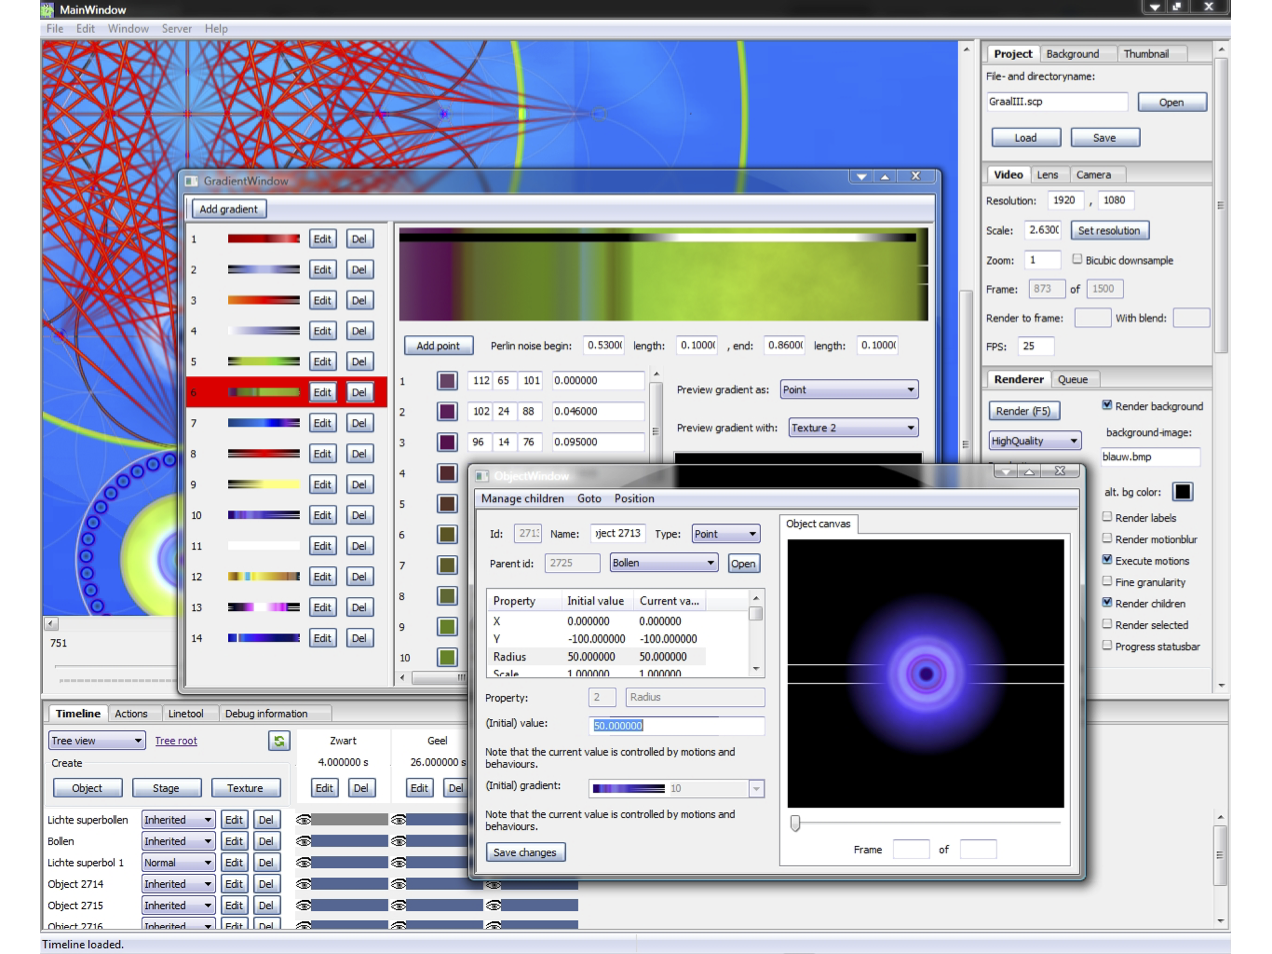 MainWindow
File Edit Window Server Help
Project Background Thumbnail
File- and directoryname:
GraalIII.scp Open
Load Save
Video Lens Camera
Resolution: 1920 , 1080
Scale: 2.630( Set resolution
Zoom: 1 Bicubic downsample
Frame: 873 of 1500
Render to frame: With blend:
FPS: 25
Renderer Queue
Render (F5) Render background
HighQuality background-image:
blauw.bmp
alt. bg color:
Render labels
Render motionblur
Execute motions
Fine granularity
Render children
Render selected
Progress statusbar
GradientWindow
Add gradient
1 Edit Del
2 Edit Del
3 Edit Del
4 Edit Del
5 Edit Del
6 Edit Del
7 Edit Del
8 Edit Del
9 Edit Del
10 Edit Del
11 Edit Del
12 Edit Del
13 Edit Del
14 Edit Del
Add point Perlin noise begin: 0.5300( length: 0.1000( , end: 0.8600( length: 0.1000(
1 112 65 101 0.000000
2 102 24 88 0.046000
3 96 14 76 0.095000
4
5
6
7
8
9
10
Preview gradient as: Point
Preview gradient with: Texture 2
ObjectWindow
Manage children Goto Position
Id: 271 Name: ject 2713 Type: Point
Parent id: 2725 Bollen Open
Property Initial value Current va...
X 0.000000 0.000000
Y -100.000000 -100.000000
Radius 50.000000 50.000000
Scale 1.000000 1.000000
Property: 2 Radius
(Initial) value: 50.000000
Note that the current value is controlled by motions and
behaviours.
(Initial) gradient: 10
Note that the current value is controlled by motions and
behaviours.
Save changes
Object canvas
Frame of
751
Timeline Actions Linetool Debug information
Tree view Tree root Zwart Geel
Create 4.000000 s 26.000000 s
Object Stage Texture Edit Del Edit De
Lichte superbollen Inherited Edit Del
Bollen Inherited Edit Del
Lichte superbol 1 Normal Edit Del
Object 2714 Inherited Edit Del
Object 2715 Inherited Edit Del
Object 2716 Inherited Edit Del
Timeline loaded.